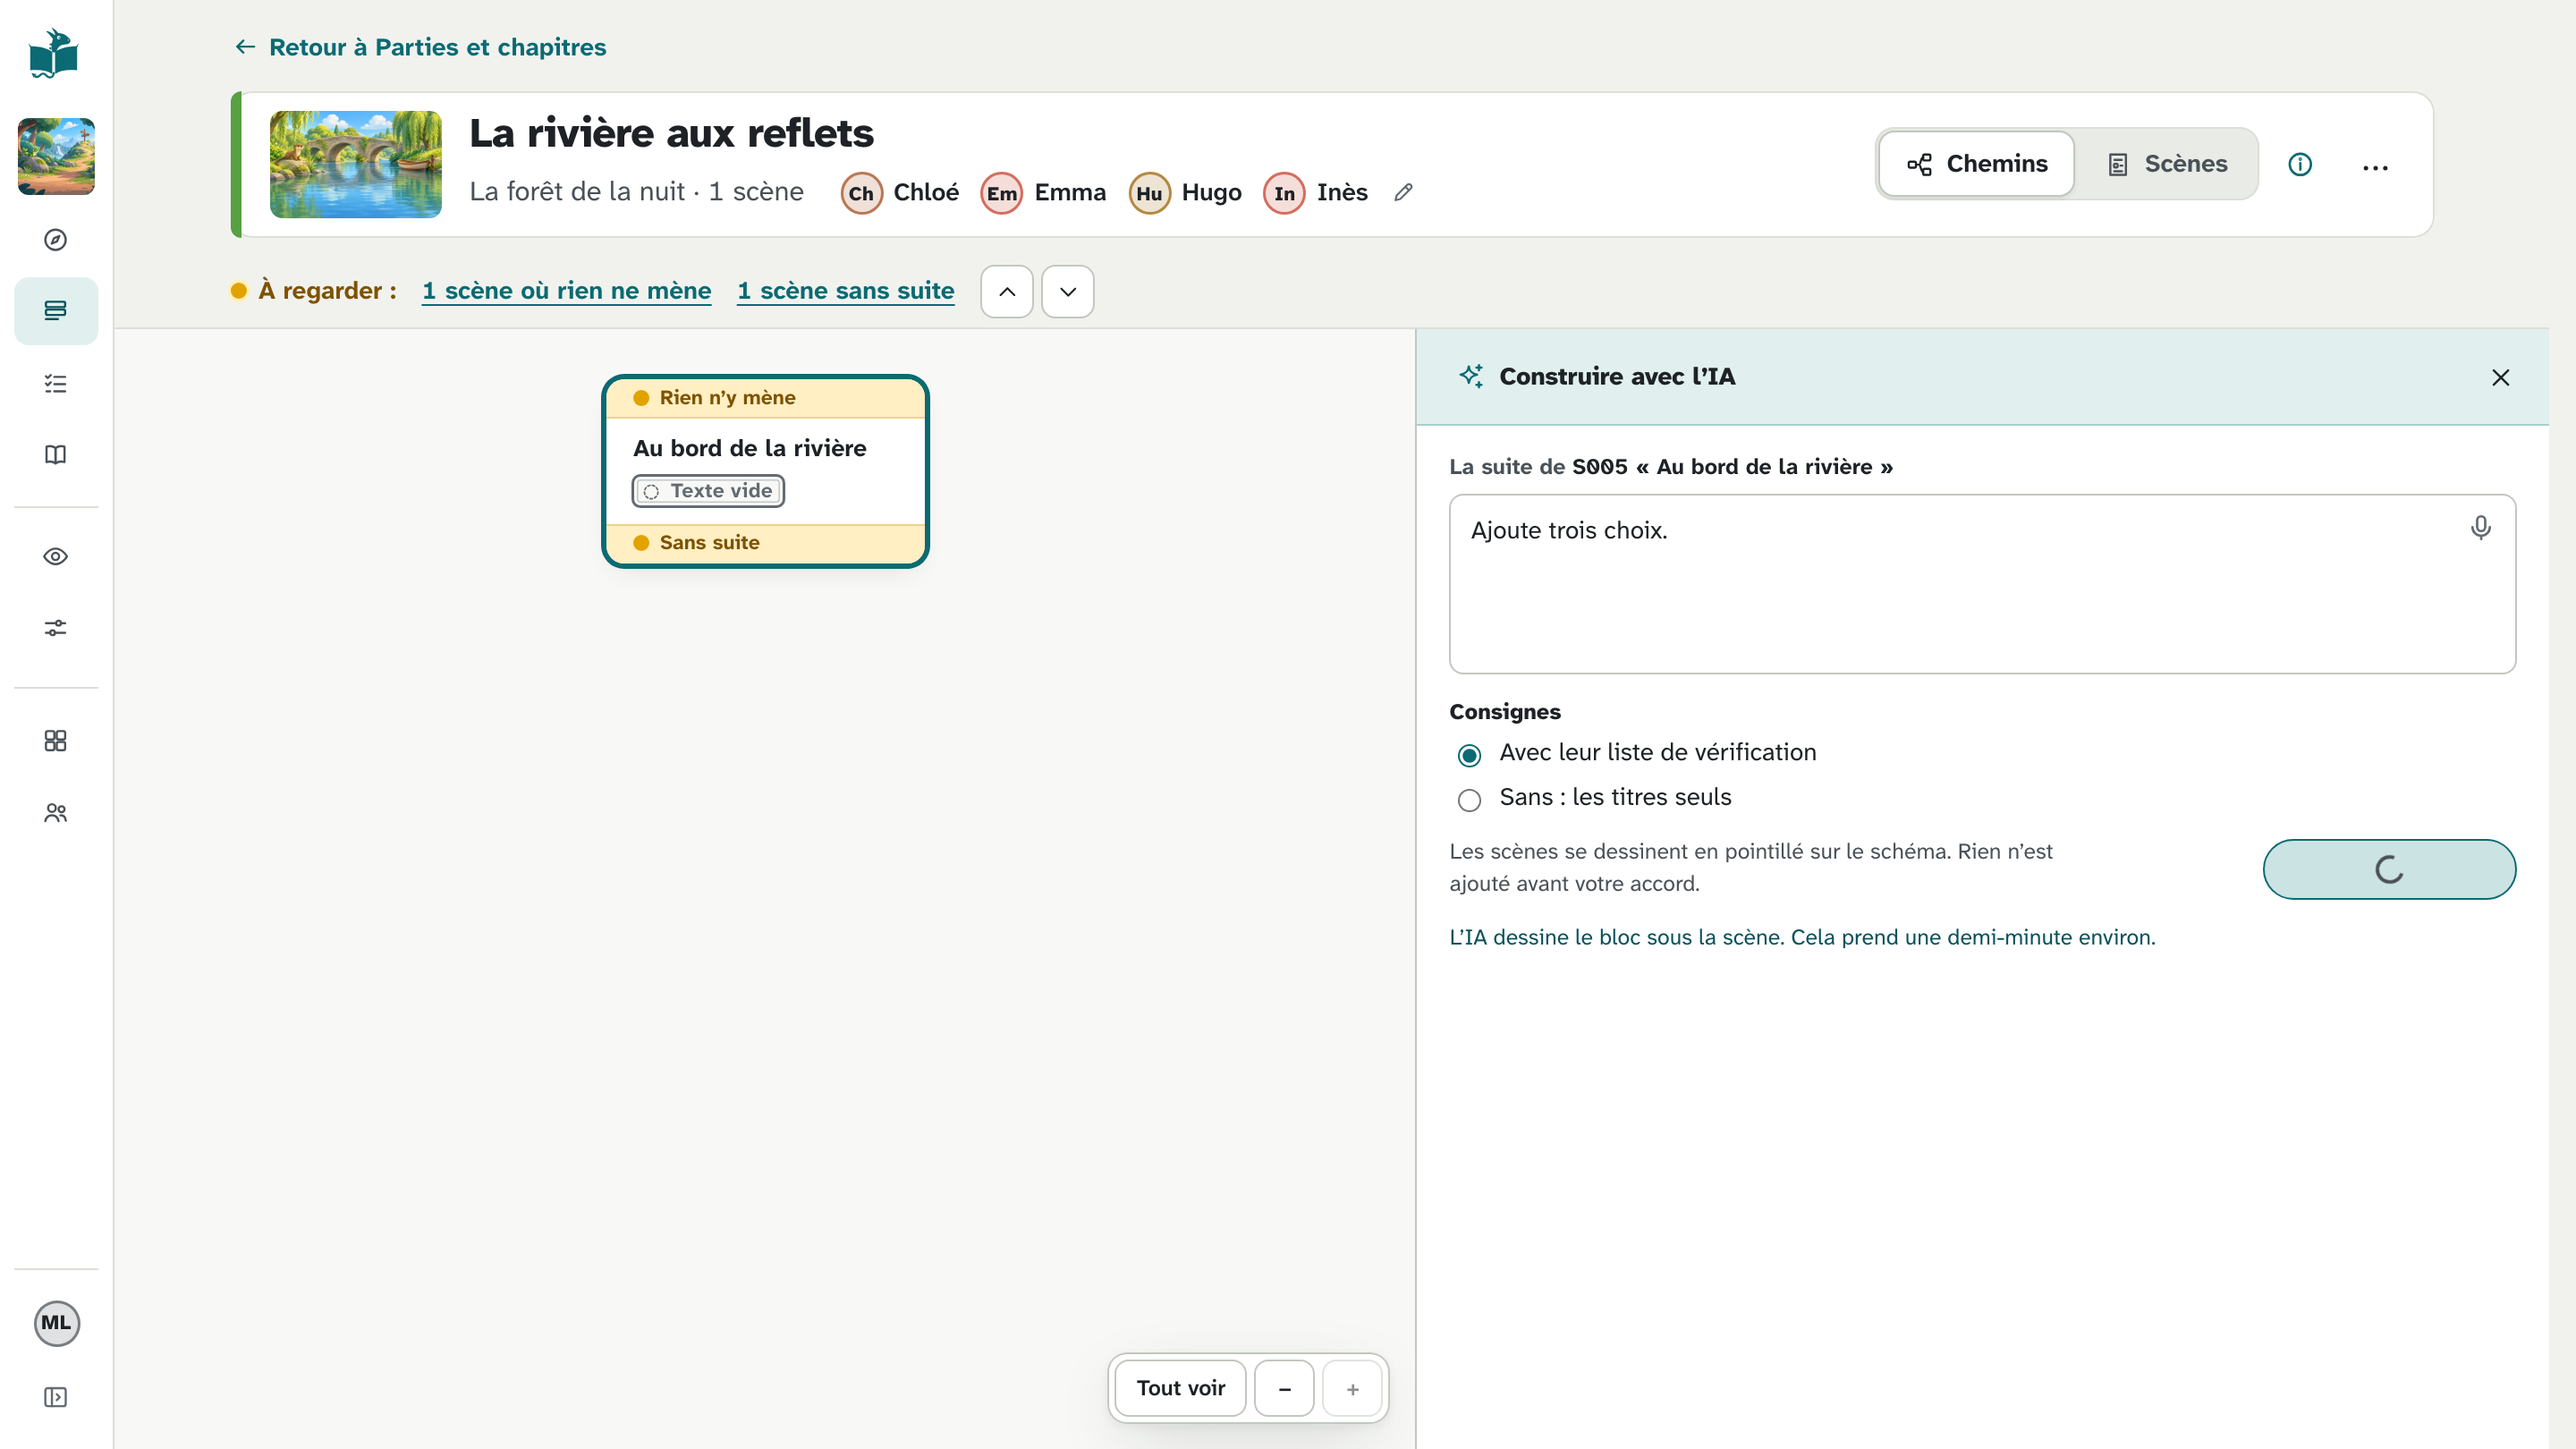 Retour à Parties et chapitres
La rivière aux reflets
La forêt de la nuit · 1 scène
Ch Chloé Em Emma Hu Hugo In Inès
Chemins
Scènes
À regarder : 1 scène où rien ne mène 1 scène sans suite
Rien n’y mène
Au bord de la rivière
Texte vide
Sans suite
Construire avec l’IA
La suite de S005 « Au bord de la rivière »
Ajoute trois choix.
Consignes
Avec leur liste de vérification
Sans : les titres seuls
Les scènes se dessinent en pointillé sur le schéma. Rien n’est
ajouté avant votre accord.
L’IA dessine le bloc sous la scène. Cela prend une demi-minute environ.
ML
Tout voir − +